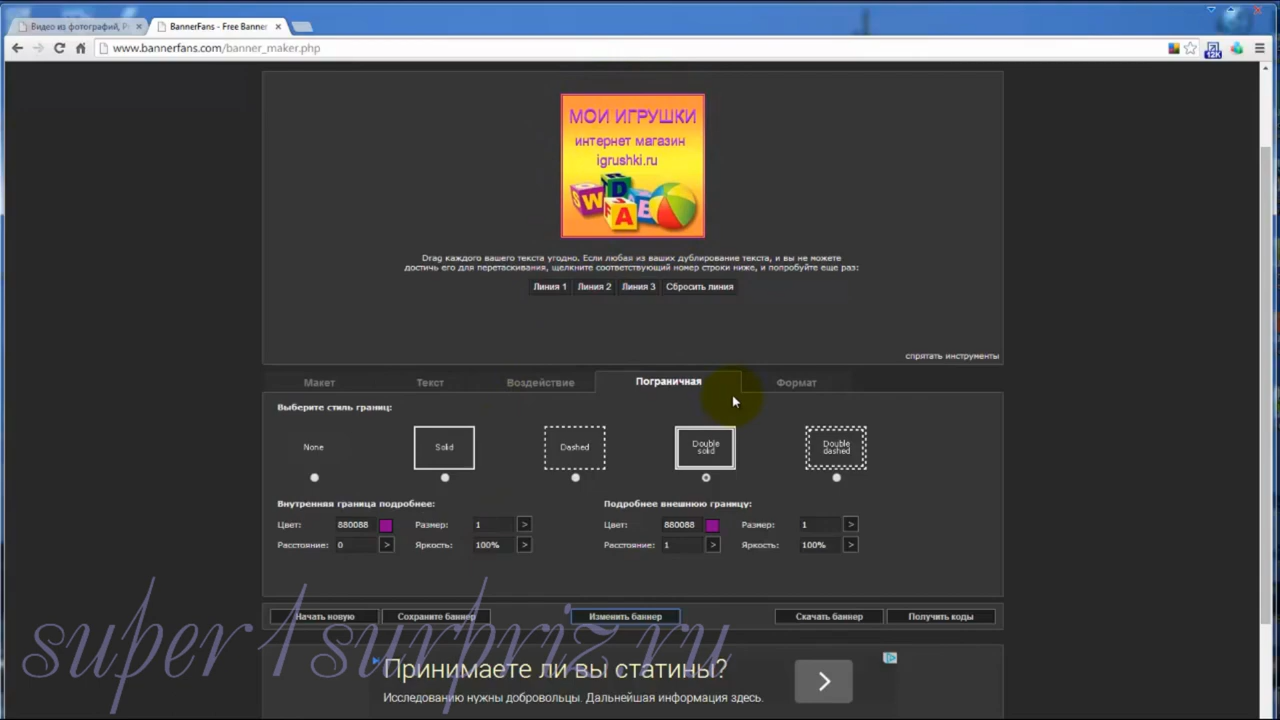 Видео из фотографий, P
BannerFans - Free Banner
www.bannerfans.com/banner_maker.php
12K
МОИ ИГРУШКИ
интернет магазин
igrushki.ru
D
S W A B
Drag каждого вашего текста угодно. Если любая из ваших дублирование текста, и вы не можете
достичь его для перетаскивания, щелкните соответствующий номер строки ниже, и попробуйте еще раз:
Линия 1 Линия 2 Линия 3 Сбросить линия
спрятать инструменты
Макет Текст Воздействие Пограничная Формат
Выберите стиль границ:
None Solid Dashed Double solid Double dashed
Внутренняя граница подробнее: Подробнее внешнюю границу:
Цвет: 880088 Размер: 1 > Цвет: 880088 Размер: 1 >
Расстояние: 0 > Яркость: 100% > Расстояние: 1 > Яркость: 100% >
Начать новую Сохраните баннер Изменить баннер Скачать баннер Получить коды
super1surpriz.ru
Принимаете ли вы статины?
Исследованию нужны добровольцы. Дальнейшая информация здесь.